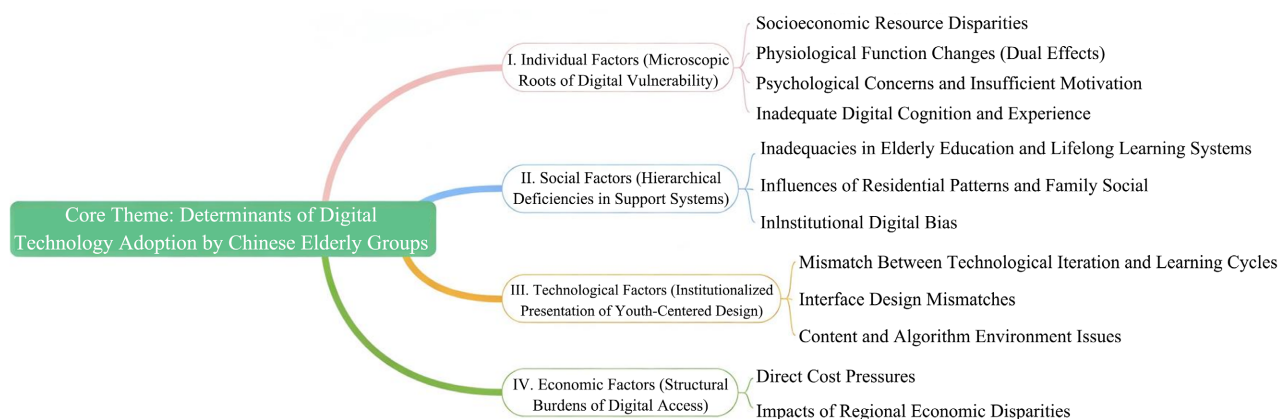 Core Theme: Determinants of Digital
Technology Adoption by Chinese Elderly Groups
I. Individual Factors (Microscopic
Roots of Digital Vulnerability)
Socioeconomic Resource Disparities
Physiological Function Changes (Dual Effects)
Psychological Concerns and Insufficient Motivation
Inadequate Digital Cognition and Experience
II. Social Factors (Hierarchical
Deficiencies in Support Systems)
Inadequacies in Elderly Education and Lifelong Learning Systems
Influences of Residential Patterns and Family Social
InInstitutional Digital Bias
III. Technological Factors (Institutionalized
Presentation of Youth-Centered Design)
Mismatch Between Technological Iteration and Learning Cycles
Interface Design Mismatches
Content and Algorithm Environment Issues
IV. Economic Factors (Structural
Burdens of Digital Access)
Direct Cost Pressures
Impacts of Regional Economic Disparities